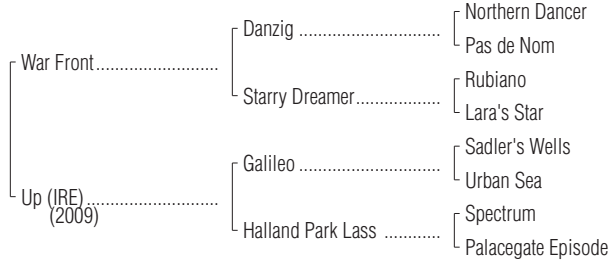 Northern Dancer
Danzig ..................................
Pas de Nom
War Front.............................
Rubiano
Starry Dreamer....................
Lara's Star
Sadler's Wells
Galileo ..................................
Urban Sea
Up (IRE)...............................
(2009)
Spectrum
Halland Park Lass .............
Palacegate Episode